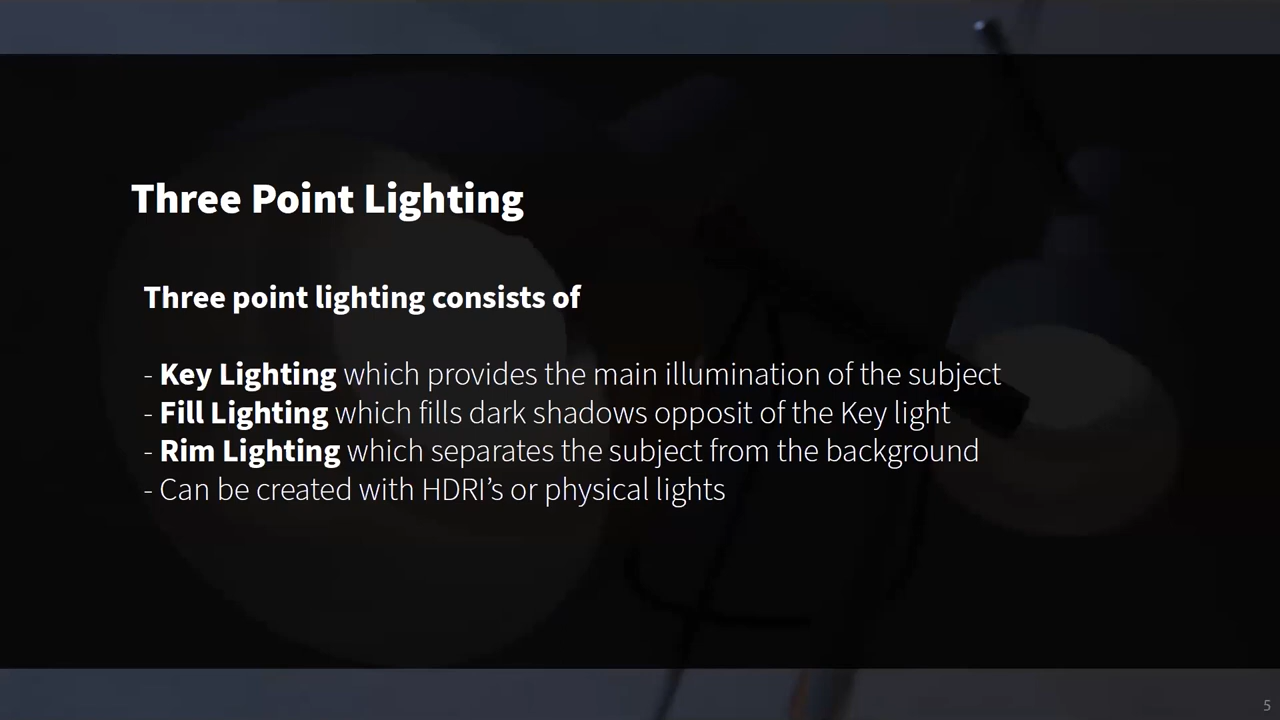 Three Point Lighting
Three point lighting consists of
- Key Lighting which provides the main illumination of the subject
- Fill Lighting which fills dark shadows opposit of the Key light
- Rim Lighting which separates the subject from the background
- Can be created with HDRI’s or physical lights
5